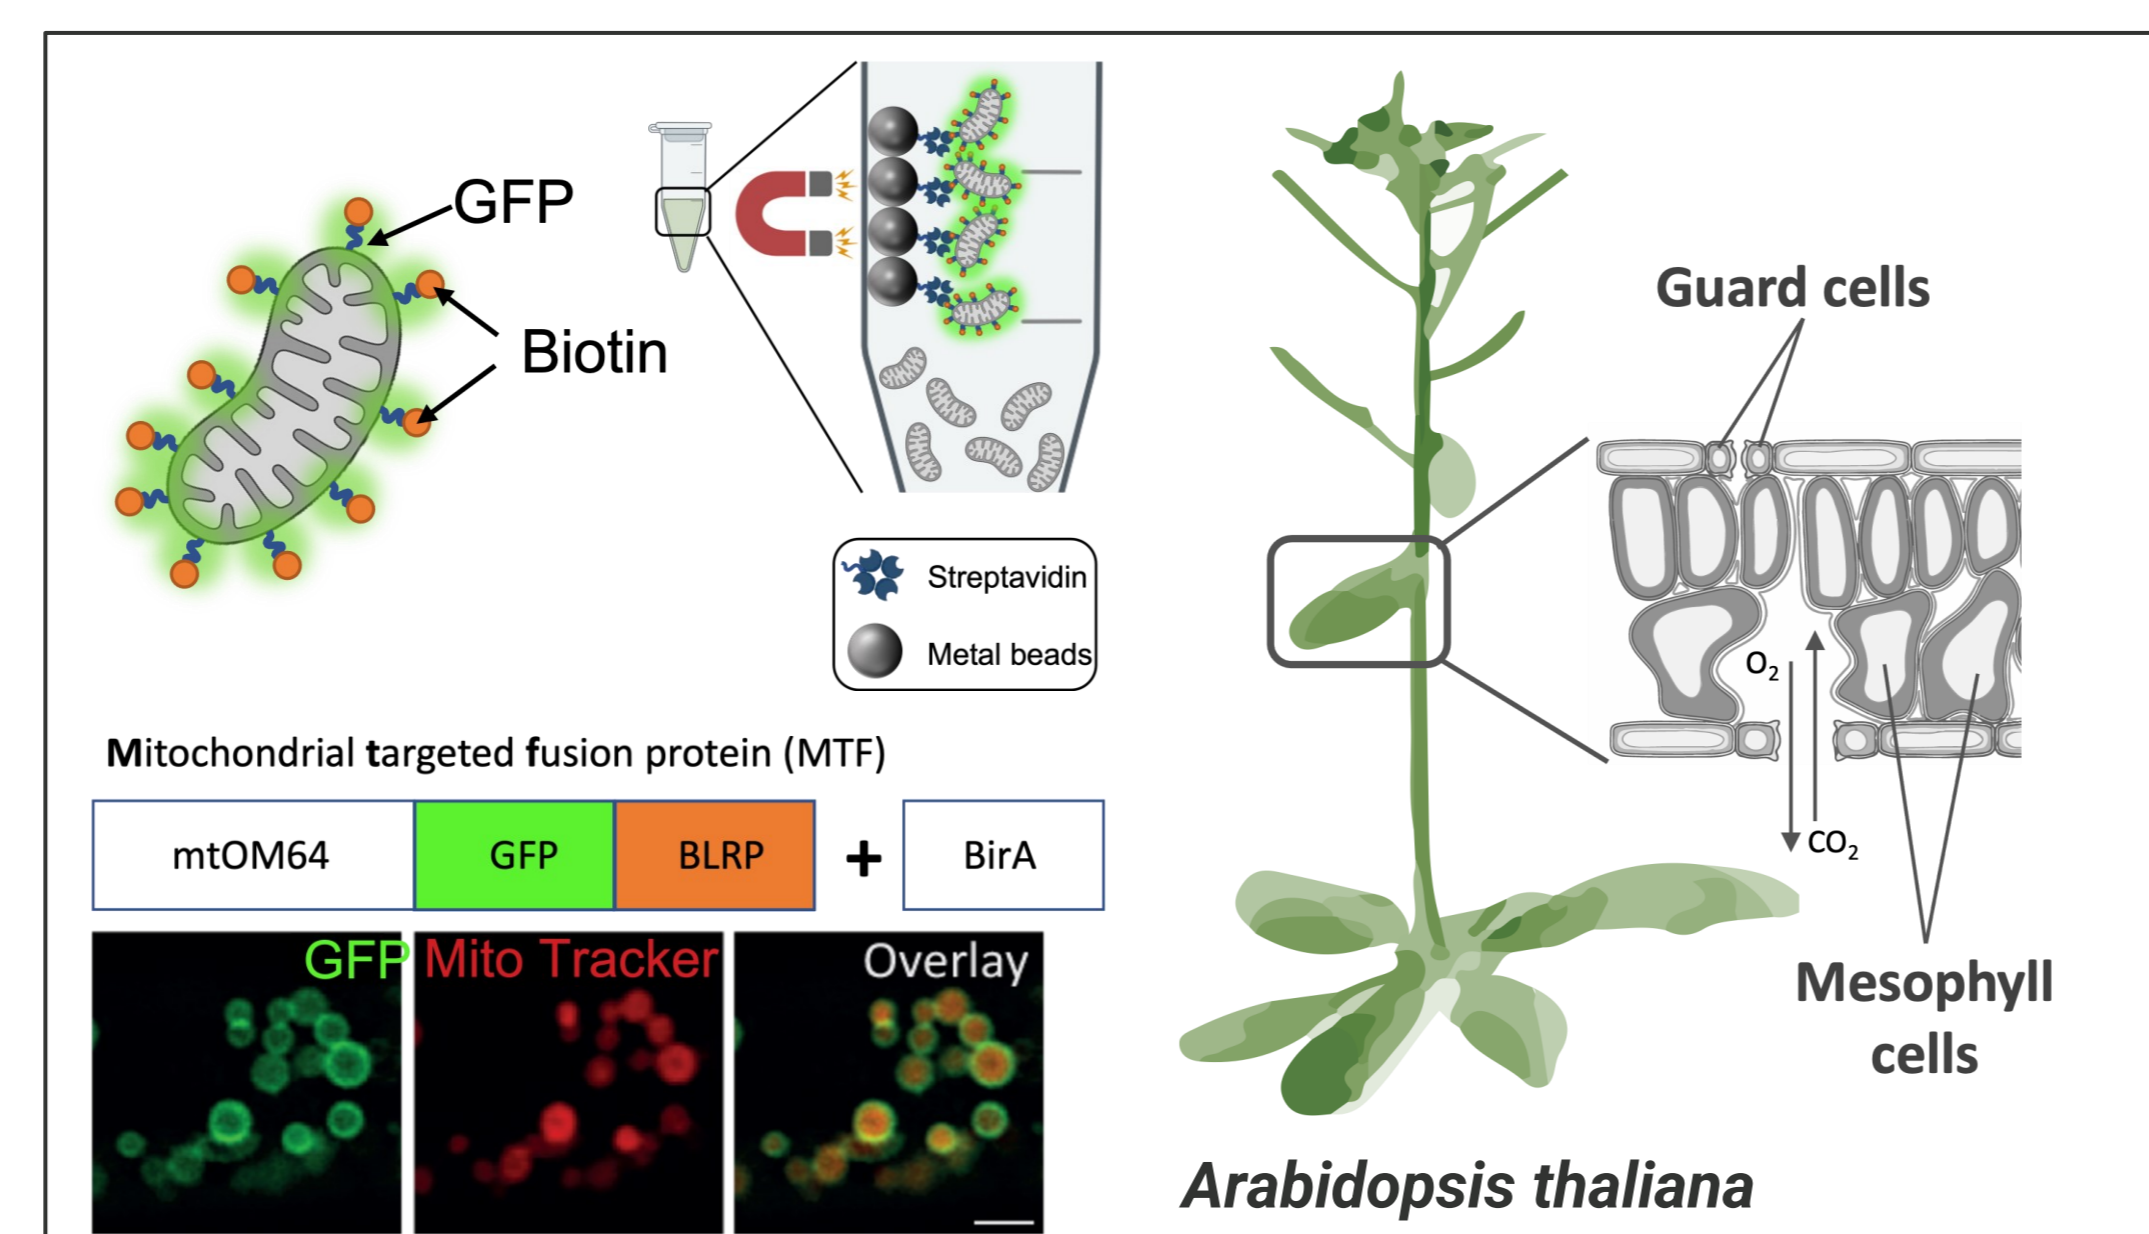 GFP
Biotin
Streptavidin
Metal beads
Mitochondrial targeted fusion protein (MTF)
mtOM64 GFP BLRP + BirA
GFP Mito Tracker Overlay
Guard cells
O₂
CO₂
Mesophyll
cells
Arabidopsis thaliana